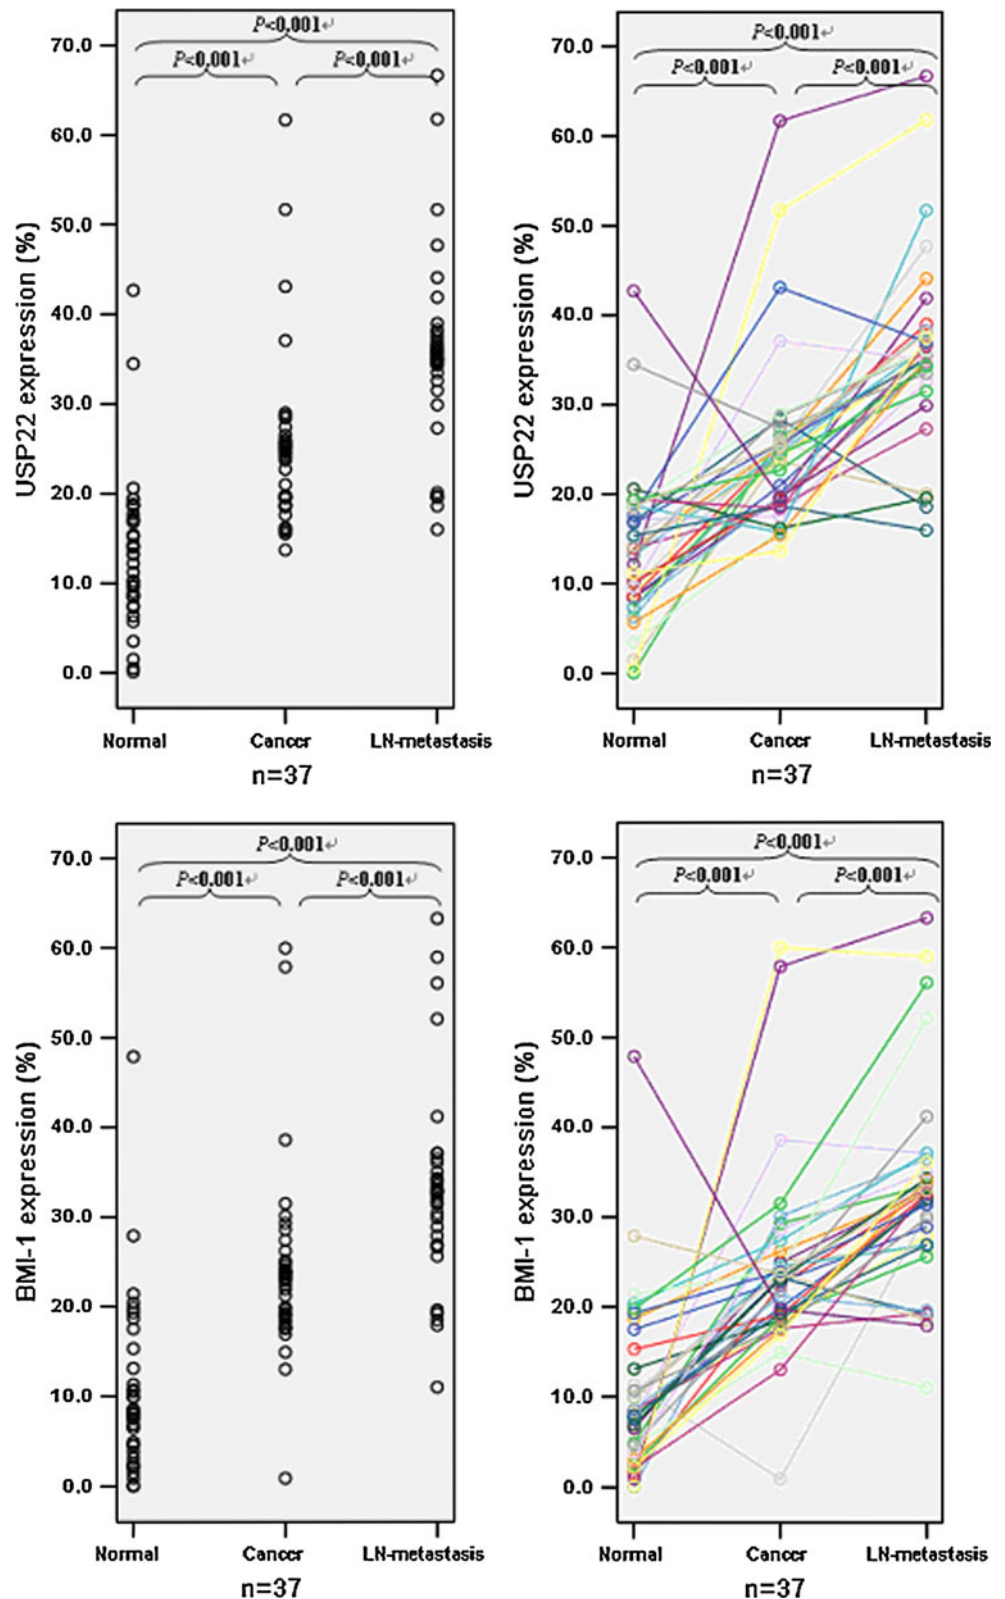 P<0.001↵
P<0.001↵ P<0.001↵
70.0
60.0
50.0
40.0
30.0
20.0
10.0
0.0
USP22 expression (%)
Normal Cancer LN-metastasis
n=37
P<0.001↵
P<0.001↵ P<0.001↵
70.0
60.0
50.0
40.0
30.0
20.0
10.0
0.0
USP22 expression (%)
Normal Cancer LN-metastasis
n=37
P<0.001↵
P<0.001↵ P<0.001↵
70.0
60.0
50.0
40.0
30.0
20.0
10.0
0.0
BMI-1 expression (%)
Normal Cancer LN-metastasis
n=37
P<0.001↵
P<0.001↵ P<0.001↵
70.0
60.0
50.0
40.0
30.0
20.0
10.0
0.0
BMI-1 expression (%)
Normal Cancer LN-metastasis
n=37